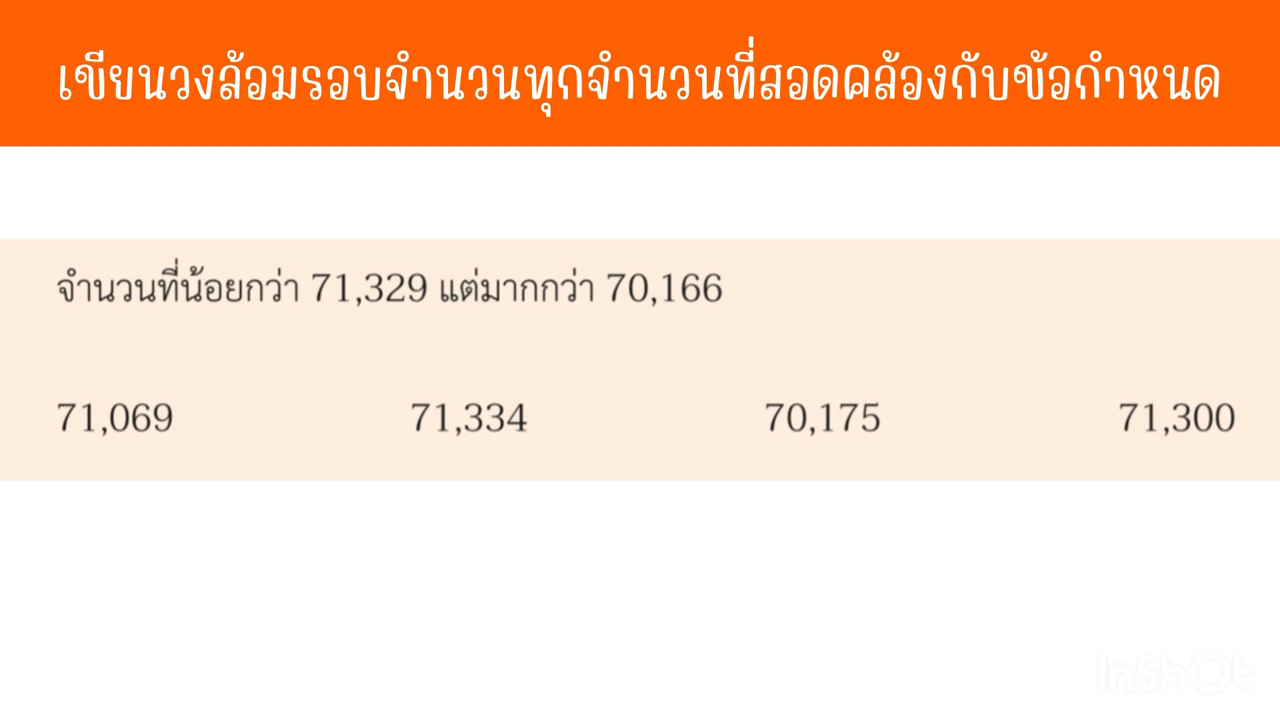 เขียนวงล้อมรอบจำนวนทุกจำนวนที่สอดคล้องกับข้อกำหนด
จำนวนที่น้อยกว่า 71,329 แต่มากกว่า 70,166
71,069 71,334 70,175 71,300
InShOt